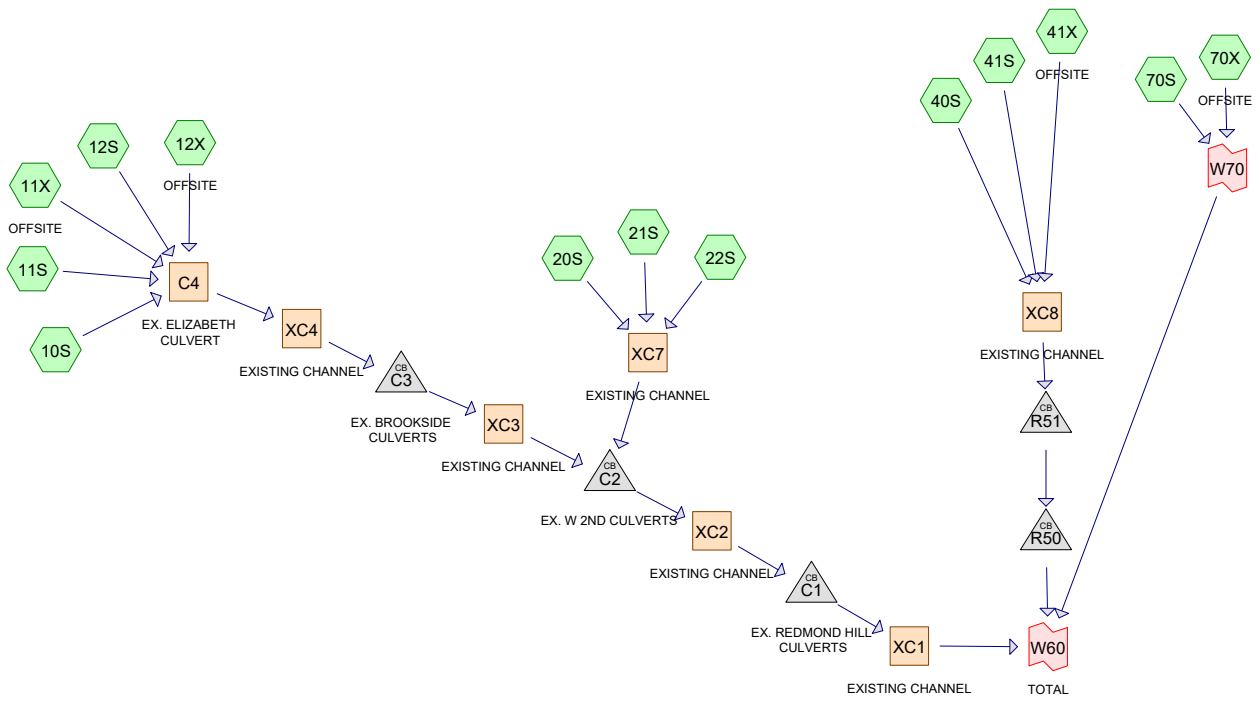 41X
OFFSITE
41S
40S
70X
OFFSITE
70S
W70
12X
OFFSITE
12S
11X
OFFSITE
11S
10S
C4
EX. ELIZABETH
CULVERT
XC4
EXISTING CHANNEL
CB
C3
EX. BROOKSIDE
CULVERTS
XC3
EXISTING CHANNEL
20S
21S
22S
XC7
EXISTING CHANNEL
CB
C2
EX. W 2ND CULVERTS
XC2
EXISTING CHANNEL
CB
C1
EX. REDMOND HILL
CULVERTS
XC1
EXISTING CHANNEL
XC8
EXISTING CHANNEL
CB
R51
CB
R50
W60
TOTAL